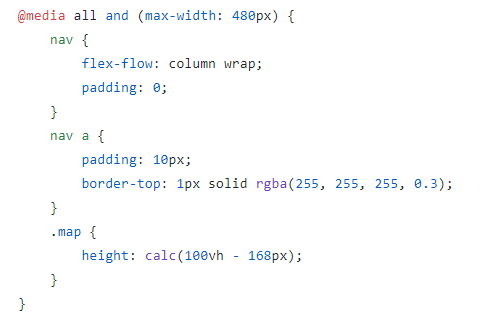 @media all and (max-width: 480px) {
    nav {
        flex-flow: column wrap;
        padding: 0;
    }
    nav a {
        padding: 10px;
        border-top: 1px solid rgba(255, 255, 255, 0.3);
    }
    .map {
        height: calc(100vh - 168px);
    }
}